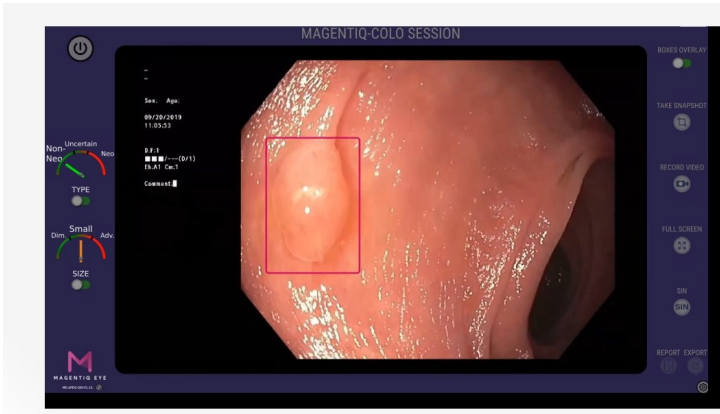 MAGENTIQ-COLO SESSION
BOXES OVERLAY
Sex: Age:
09/20/2019
11:05:53
D.F:1
■■■/---(0/1)
Eh:A1 Cm:1
Comment:
Non-Neo
Uncertain
Neo
TYPE
Dim.
Small
Adv.
SIZE
MAGENTIQ EYE
TAKE SNAPSHOT
RECORD VIDEO
FULL SCREEN
SIN
SIN
REPORT EXPORT